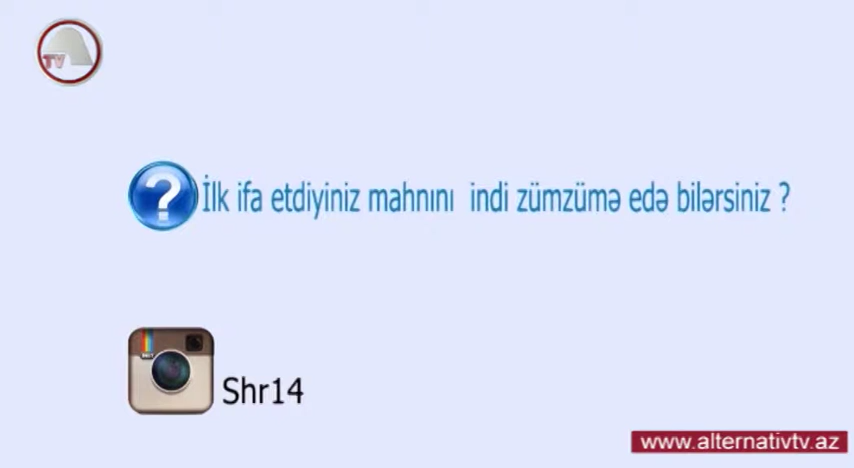 TV
İlk ifa etdiyiniz mahnını indi zümzümə edə bilərsiniz ?
Shr14
www.alternativtv.az